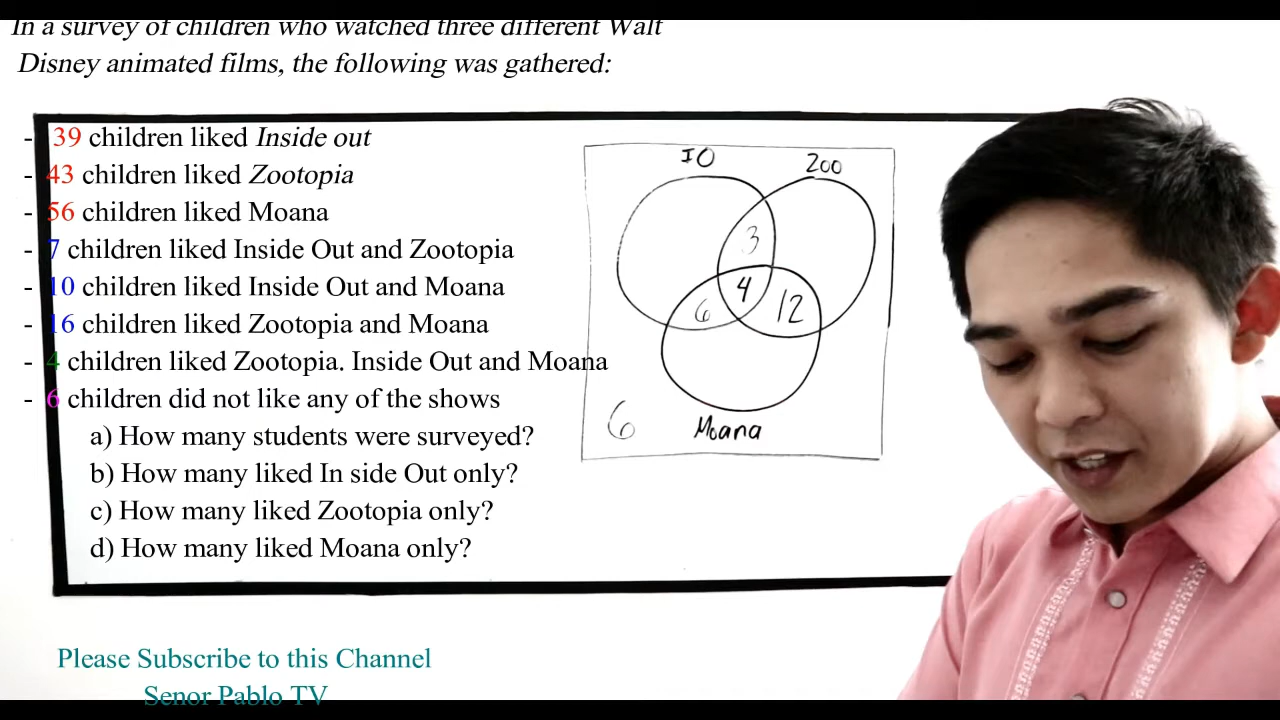 In a survey of children who watched three different Walt
Disney animated films, the following was gathered:
- 39 children liked Inside out
- 43 children liked Zootopia
- 56 children liked Moana
- 7 children liked Inside Out and Zootopia
- 10 children liked Inside Out and Moana
- 16 children liked Zootopia and Moana
- 4 children liked Zootopia. Inside Out and Moana
- 6 children did not like any of the shows
a) How many students were surveyed?
b) How many liked In side Out only?
c) How many liked Zootopia only?
d) How many liked Moana only?
IO
Zoo
3
4
6
12
6
Moana
Please Subscribe to this Channel
Senor Pablo TV